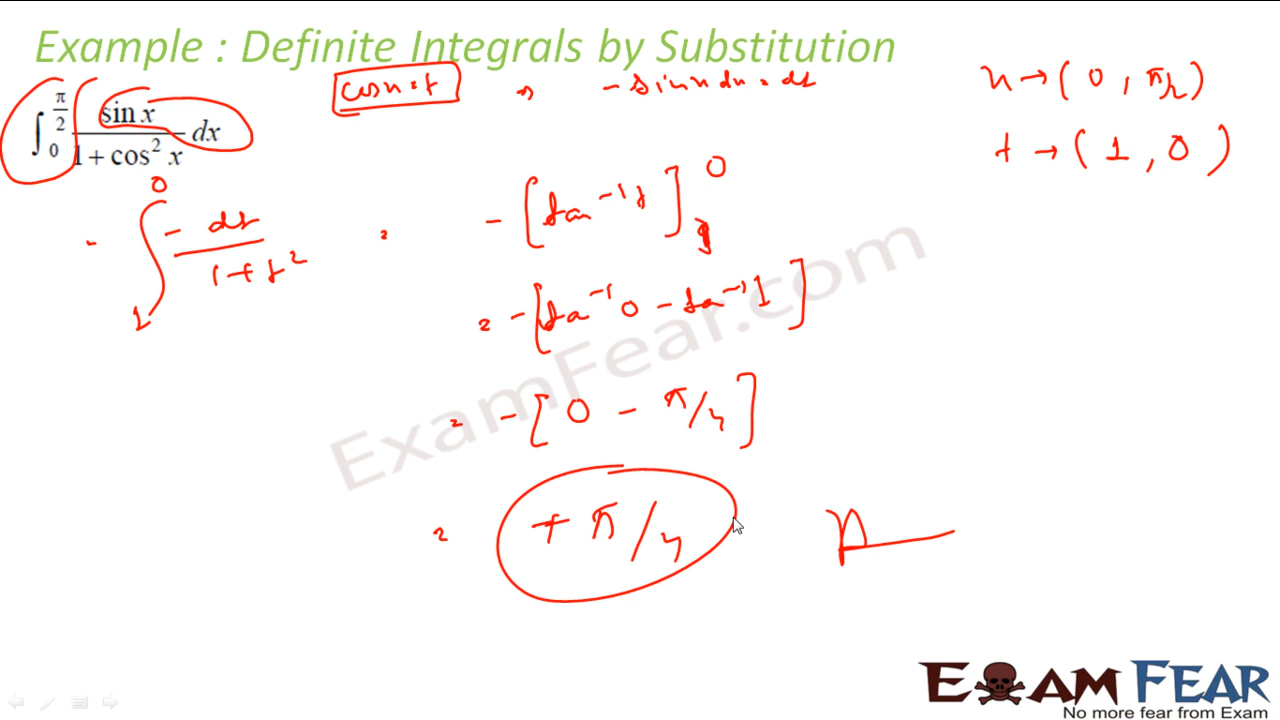 Example : Definite Integrals by Substitution
∫₀^(π/2) sin x / (1 + cos² x) dx
cos x = t ⇒ - sin x dx = dt
x → ( 0 , π/2 )
t → ( 1 , 0 )
= ∫₁⁰ - dt / (1 + t²) = - [ tan⁻¹ t ]₁⁰
= - [ tan⁻¹ 0 - tan⁻¹ 1 ]
= - [ 0 - π/4 ]
= + π/4
ExamFear.com
EXAM FEAR
No more fear from Exam